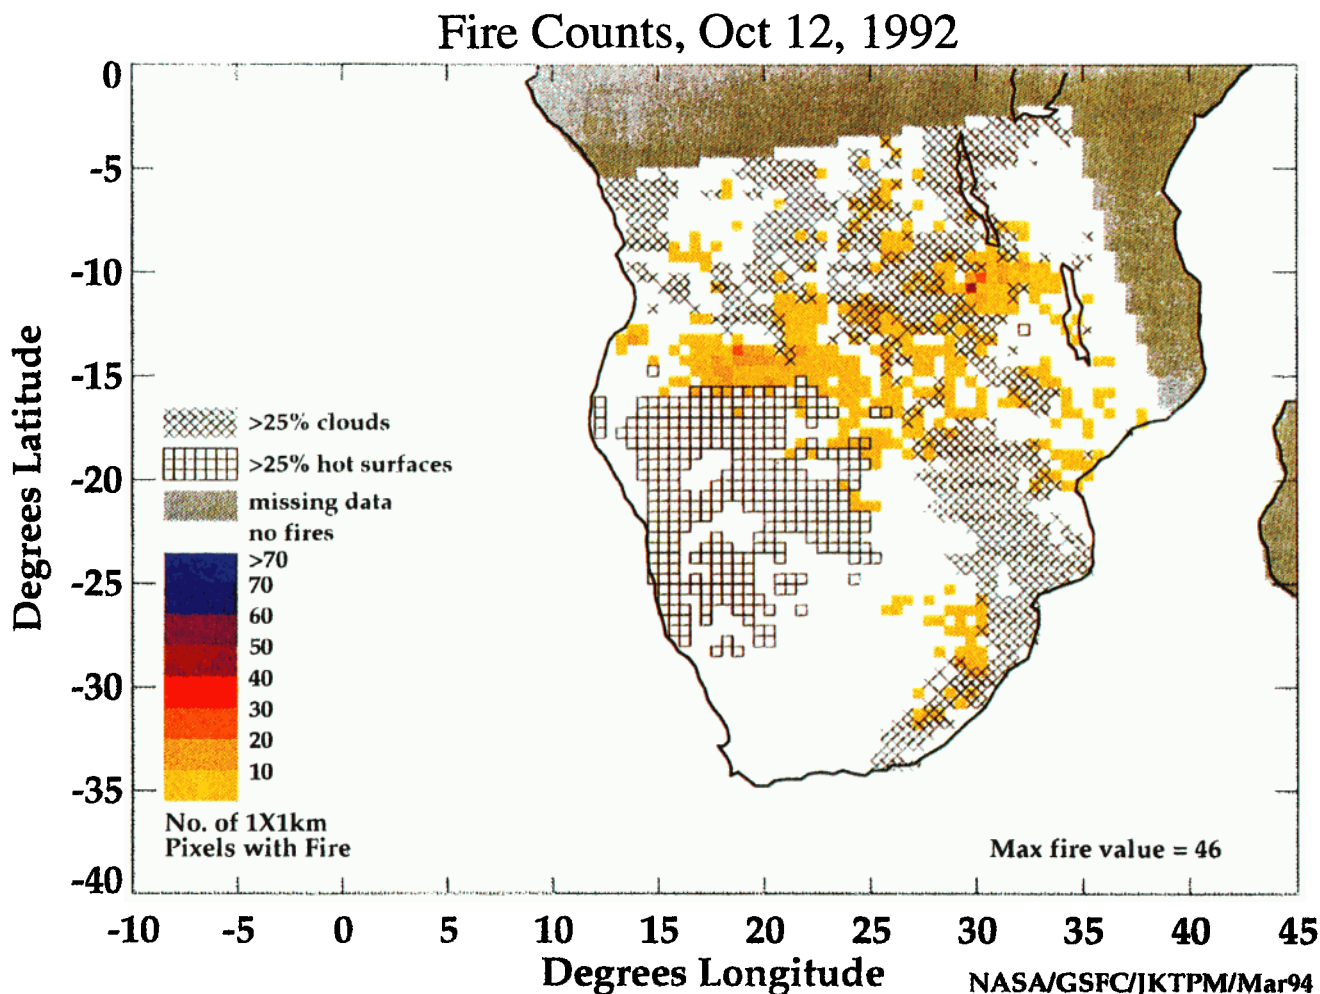 Fire Counts, Oct 12, 1992
0
-5
-10
-15
-20
-25
-30
-35
-40
Degrees Latitude
>25% clouds
>25% hot surfaces
missing data
no fires
>70
70
60
50
40
30
20
10
No. of 1X1km
Pixels with Fire
Max fire value = 46
-10 -5 0 5 10 15 20 25 30 35 40 45
Degrees Longitude
NASA/GSFC/JKTPM/Mar94